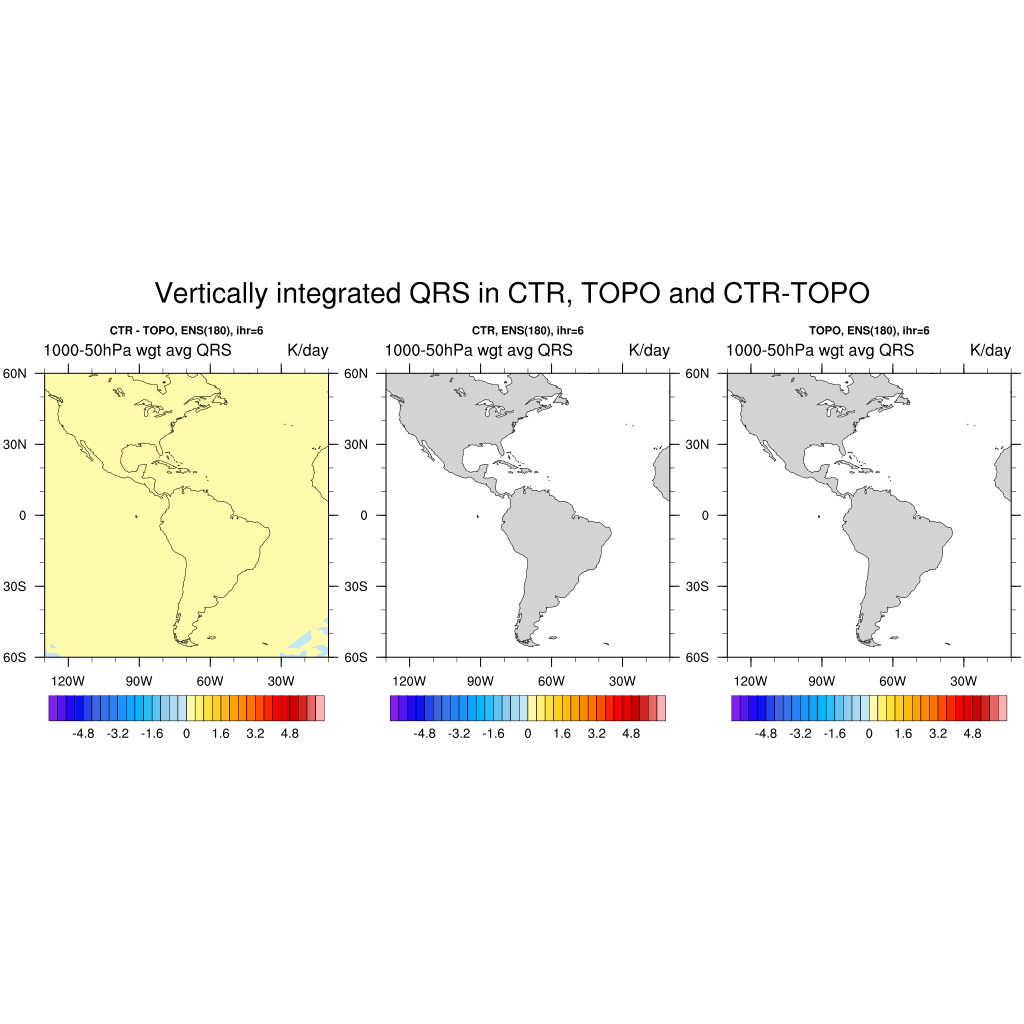 Vertically integrated QRS in CTR, TOPO and CTR-TOPO
CTR - TOPO, ENS(180), ihr=6
1000-50hPa wgt avg QRS K/day
60N
30N
0
30S
60S
120W 90W 60W 30W
-4.8 -3.2 -1.6 0 1.6 3.2 4.8
CTR, ENS(180), ihr=6
1000-50hPa wgt avg QRS K/day
60N
30N
0
30S
60S
120W 90W 60W 30W
-4.8 -3.2 -1.6 0 1.6 3.2 4.8
TOPO, ENS(180), ihr=6
1000-50hPa wgt avg QRS K/day
60N
30N
0
30S
60S
120W 90W 60W 30W
-4.8 -3.2 -1.6 0 1.6 3.2 4.8